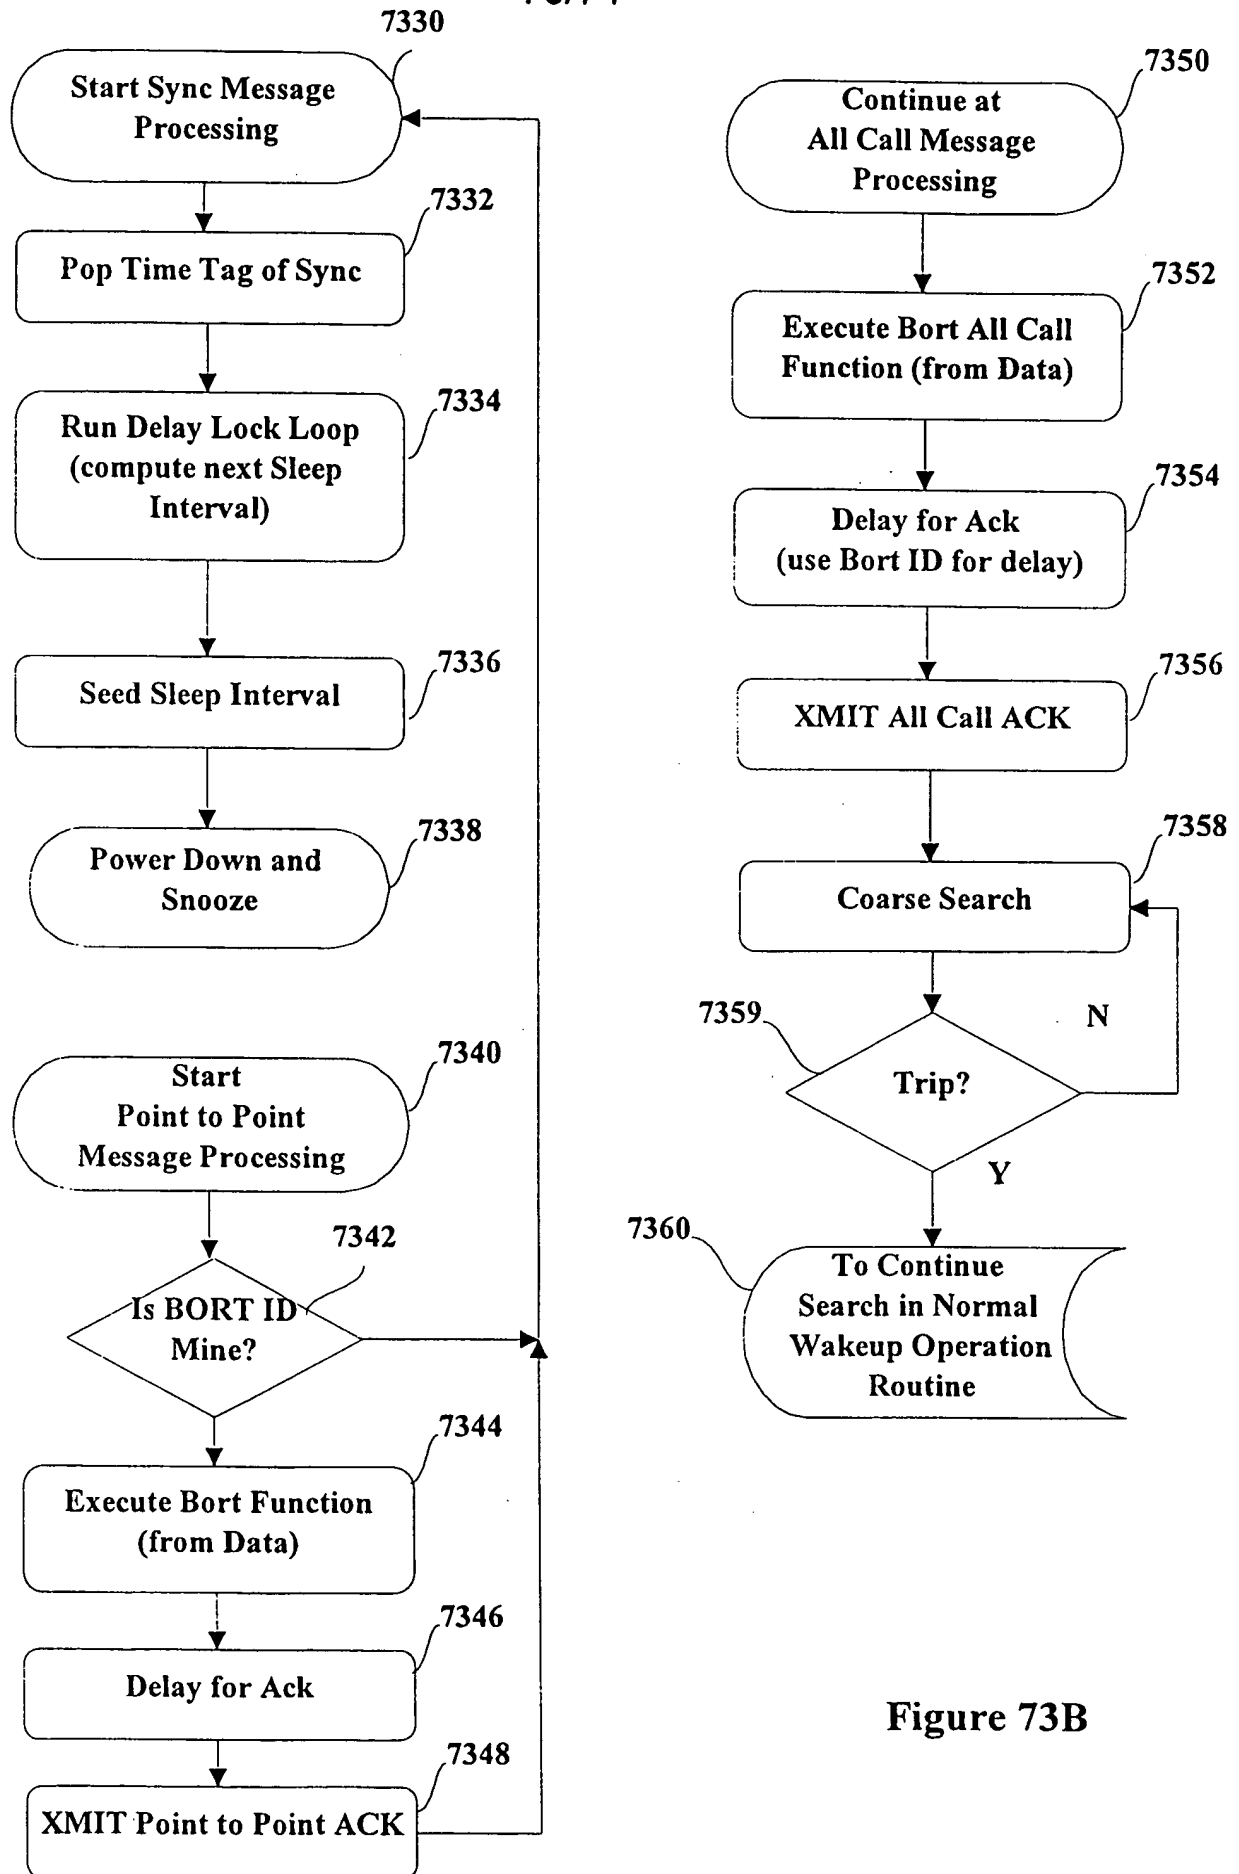 7330
Start Sync Message
Processing
7332
Pop Time Tag of Sync
7334
Run Delay Lock Loop
(compute next Sleep
Interval)
7336
Seed Sleep Interval
7338
Power Down and
Snooze
7340
Start
Point to Point
Message Processing
7342
Is BORT ID
Mine?
7344
Execute Bort Function
(from Data)
7346
Delay for Ack
7348
XMIT Point to Point ACK
7350
Continue at
All Call Message
Processing
7352
Execute Bort All Call
Function (from Data)
7354
Delay for Ack
(use Bort ID for delay)
7356
XMIT All Call ACK
7358
Coarse Search
7359
Trip?
N
Y
7360
To Continue
Search in Normal
Wakeup Operation
Routine
Figure 73B